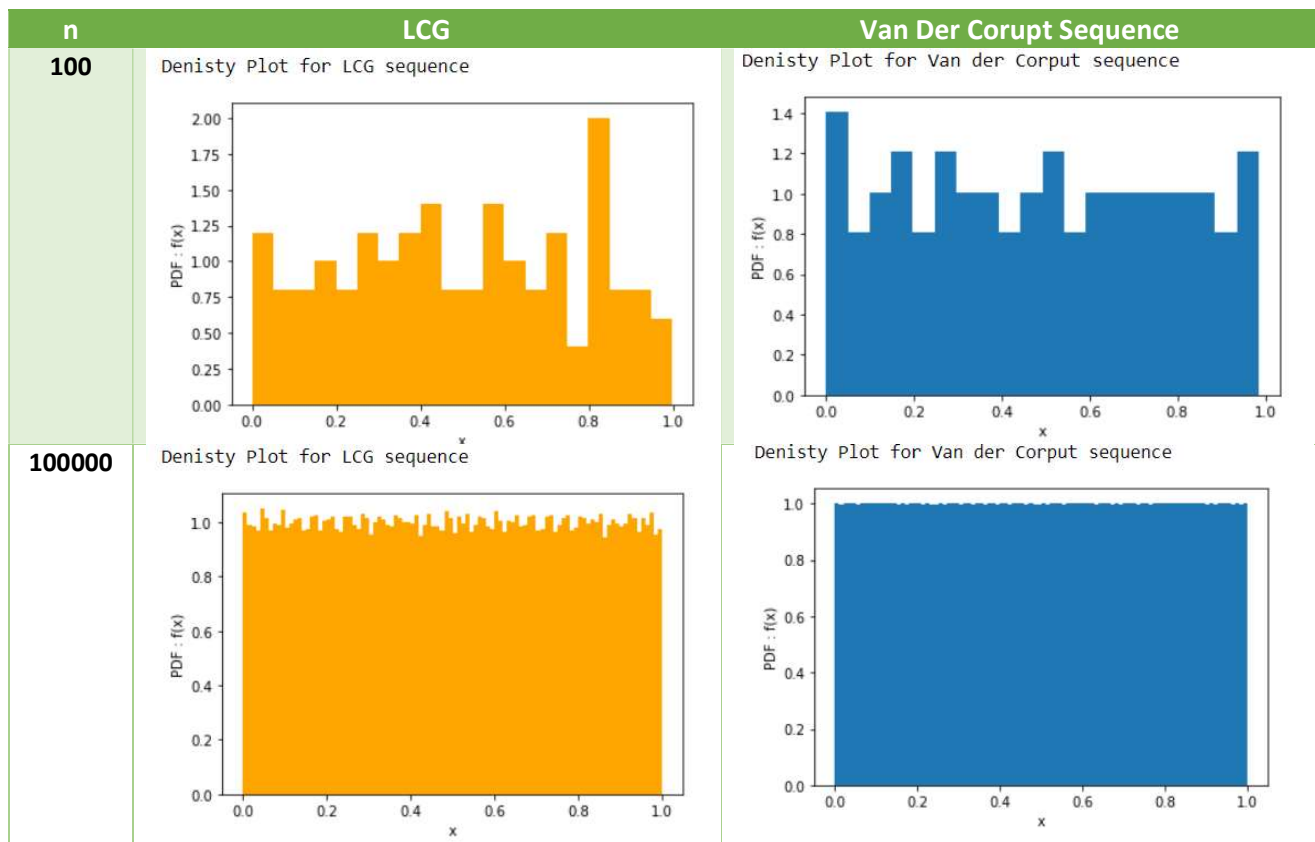 n LCG Van Der Corupt Sequence
100
Denisty Plot for LCG sequence
PDF : f(x)
2.00
1.75
1.50
1.25
1.00
0.75
0.50
0.25
0.00
0.0 0.2 0.4 0.6 0.8 1.0
x
Denisty Plot for Van der Corput sequence
PDF : f(x)
1.4
1.2
1.0
0.8
0.6
0.4
0.2
0.0
0.0 0.2 0.4 0.6 0.8 1.0
x
100000
Denisty Plot for LCG sequence
PDF : f(x)
1.0
0.8
0.6
0.4
0.2
0.0
0.0 0.2 0.4 0.6 0.8 1.0
x
Denisty Plot for Van der Corput sequence
PDF : f(x)
1.0
0.8
0.6
0.4
0.2
0.0
0.0 0.2 0.4 0.6 0.8 1.0
x